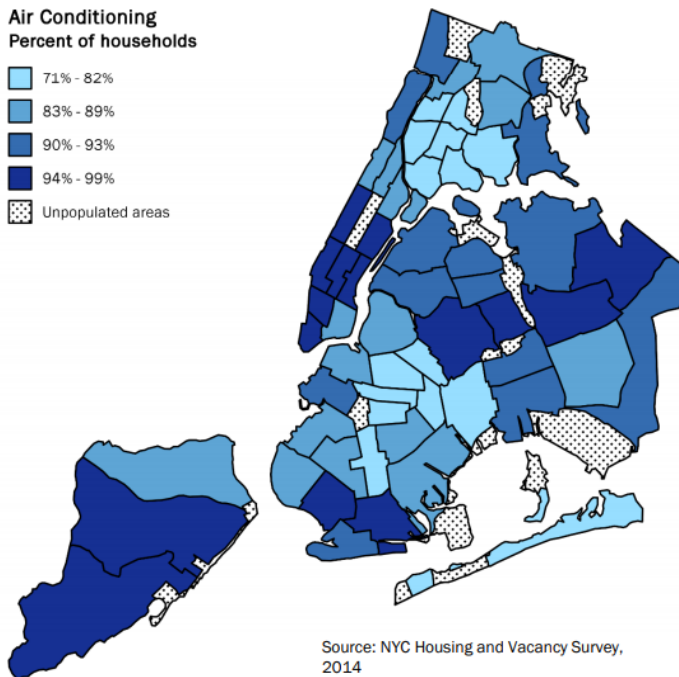 Air Conditioning
Percent of households
71% - 82%
83% - 89%
90% - 93%
94% - 99%
Unpopulated areas
Source: NYC Housing and Vacancy Survey,
2014